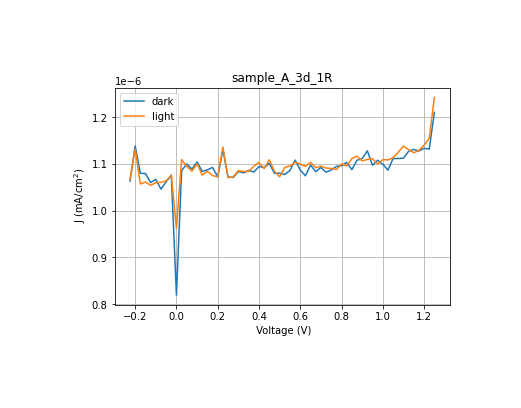 sample_A_3d_1R
1e−6
dark
light
1.2
1.1
1.0
0.9
0.8
J (mA/cm²)
−0.2 0.0 0.2 0.4 0.6 0.8 1.0 1.2
Voltage (V)